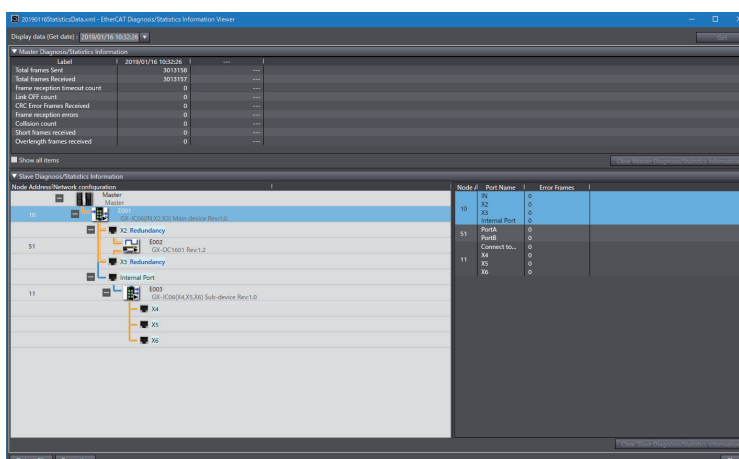 20190116StatisticsData.xml - EtherCAT Diagnosis/Statistics Information Viewer
Display data (Get date) : 2019/01/16 10:32:26
Get
Master Diagnosis/Statistics Information
Label 2019/01/16 10:32:26 ---
Total frames Sent 3013158 ---
Total frames Received 3013157 ---
Frame reception timeout count 0 ---
Link OFF count 0 ---
CRC Error Frames Received 0 ---
Frame reception errors 0 ---
Collision count 0 ---
Short frames received 0 ---
Overlength frames received 0 ---
Show all items
Clear Master Diagnosis/Statistics Information
Slave Diagnosis/Statistics Information
Node Address Network configuration
Master
Master
10 E001
GX-JC06(IN,X2,X3) Main device Rev:1.0
X2 Redundancy
51 E002
GX-OC1601 Rev:1.2
X3 Redundancy
Internal Port
11 E003
GX-JC06(X4,X5,X6) Sub-device Rev:1.0
X4
X5
X6
Port Name Error Frames
10
IN 0
X2 0
X3 0
Internal Port 0
51
PortA 0
PortB 0
11
Connect to... 0
X4 0
X5 0
X6 0
Clear Slave Diagnosis/Statistics Information